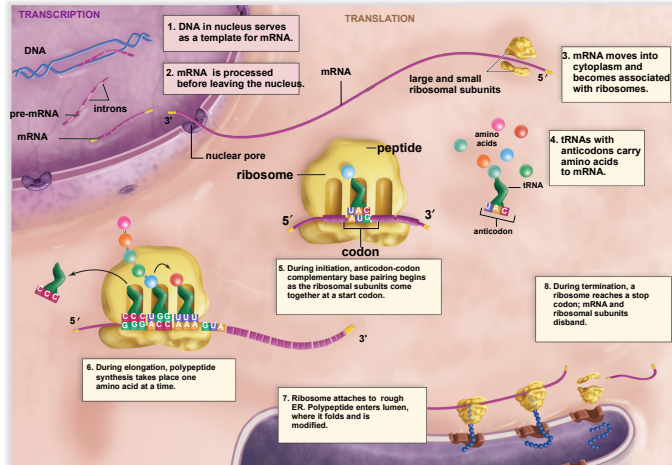 TRANSCRIPTION
TRANSLATION
1. DNA in nucleus serves
as a template for mRNA.
DNA
2. mRNA is processed
before leaving the nucleus.
mRNA
large and small
ribosomal subunits
5′
3. mRNA moves into
cytoplasm and
becomes associated
with ribosomes.
introns
pre-mRNA
mRNA
3′
nuclear pore
peptide
ribosome
U A C
A U G
5′
3′
codon
amino
acids
4. tRNAs with
anticodons carry
amino acids
to mRNA.
tRNA
U A C
anticodon
5. During initiation, anticodon-codon
complementary base pairing begins
as the ribosomal subunits come
together at a start codon.
C C C
C C C U G G U U U
G G G A C C A A A G U A
5′
3′
6. During elongation, polypeptide
synthesis takes place one
amino acid at a time.
7. Ribosome attaches to rough
ER. Polypeptide enters lumen,
where it folds and is
modified.
8. During termination, a
ribosome reaches a stop
codon; mRNA and
ribosomal subunits
disband.